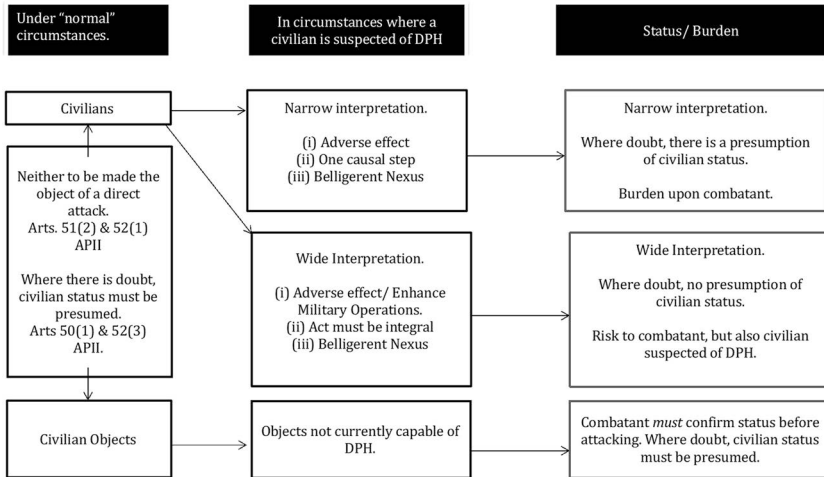 Under “normal”
circumstances.
In circumstances where a
civilian is suspected of DPH
Status/ Burden
Civilians
Neither to be made the
object of a direct
attack.
Arts. 51(2) & 52(1)
APII
Where there is doubt,
civilian status must be
presumed.
Arts 50(1) & 52(3)
APII.
Civilian Objects
Narrow interpretation.
(i) Adverse effect
(ii) One causal step
(iii) Belligerent Nexus
Wide Interpretation.
(i) Adverse effect/ Enhance
Military Operations.
(ii) Act must be integral
(iii) Belligerent Nexus
Objects not currently capable of
DPH.
Narrow interpretation.
Where doubt, there is a presumption
of civilian status.
Burden upon combatant.
Wide Interpretation.
Where doubt, no presumption of
civilian status.
Risk to combatant, but also civilian
suspected of DPH.
Combatant must confirm status before
attacking. Where doubt, civilian status
must be presumed.